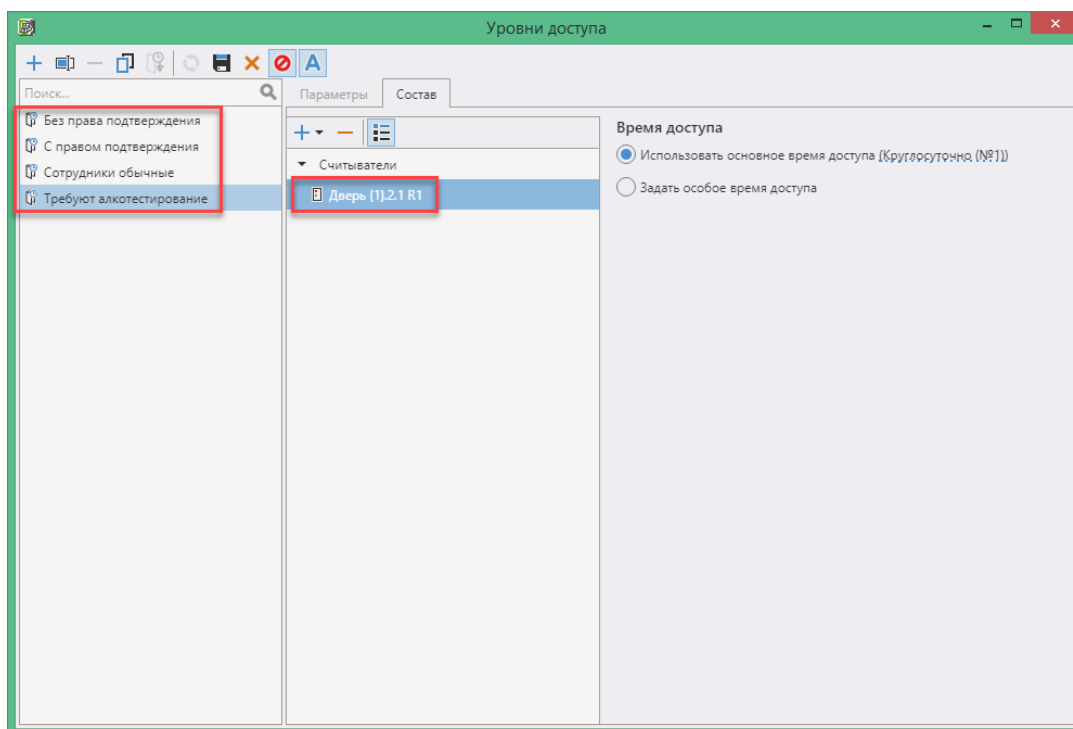 Уровни доступа
Поиск...
Без права подтверждения
С правом подтверждения
Сотрудники обычные
Требуют алкотестирование
Параметры Состав
Считыватели
Дверь {1}.2.1 R1
Время доступа
Использовать основное время доступа (Круглосуточно (№1))
Задать особое время доступа